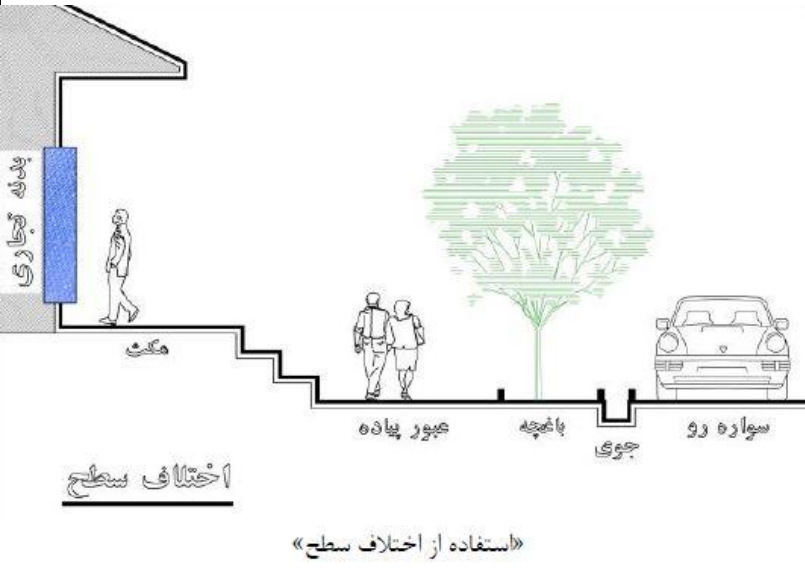 بدنه تجاری
مکث
عبور پیاده
باغچه
جوی
سواره رو
اختلاف سطح
«استفاده از اختلاف سطح»